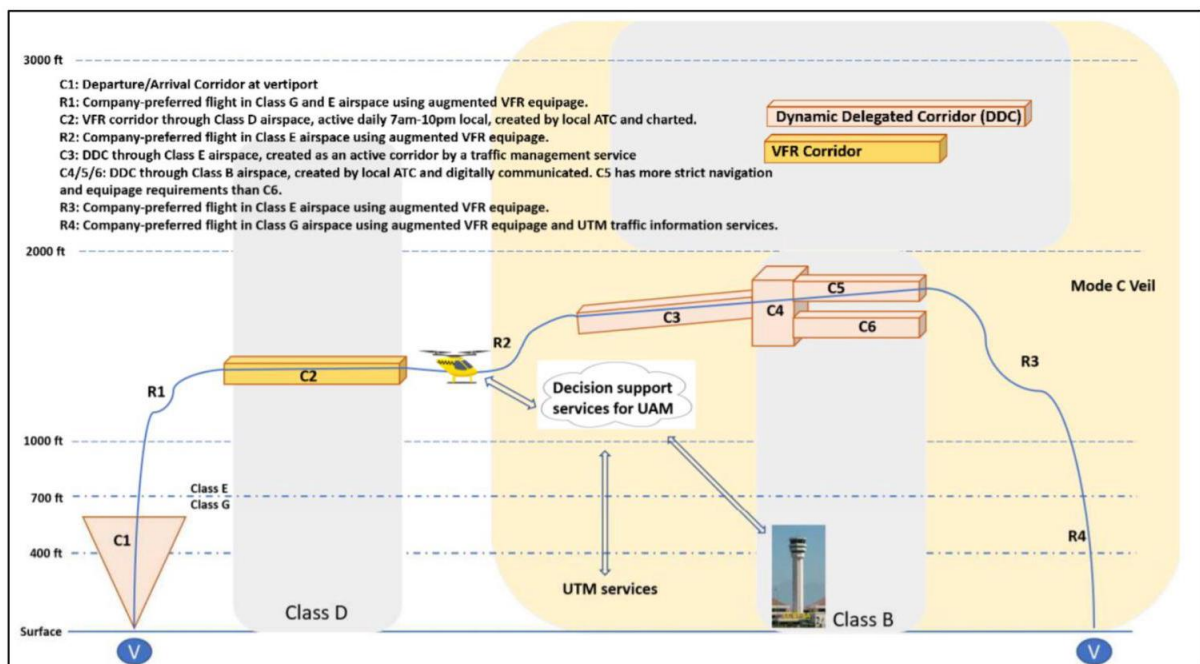 3000 ft
C1: Departure/Arrival Corridor at vertiport
R1: Company-preferred flight in Class G and E airspace using augmented VFR equipage.
C2: VFR corridor through Class D airspace, active daily 7am-10pm local, created by local ATC and charted.
R2: Company-preferred flight in Class E airspace using augmented VFR equipage.
C3: DDC through Class E airspace, created as an active corridor by a traffic management service
C4/5/6: DDC through Class B airspace, created by local ATC and digitally communicated. C5 has more strict navigation
and equipage requirements than C6.
R3: Company-preferred flight in Class E airspace using augmented VFR equipage.
R4: Company-preferred flight in Class G airspace using augmented VFR equipage and UTM traffic information services.
Dynamic Delegated Corridor (DDC)
VFR Corridor
2000 ft
Mode C Veil
C5
C4
C3
C6
R2
R3
R1
C2
Decision support
services for UAM
1000 ft
Class E
700 ft
Class G
C1
R4
400 ft
UTM services
Class D
Class B
Surface
V
V